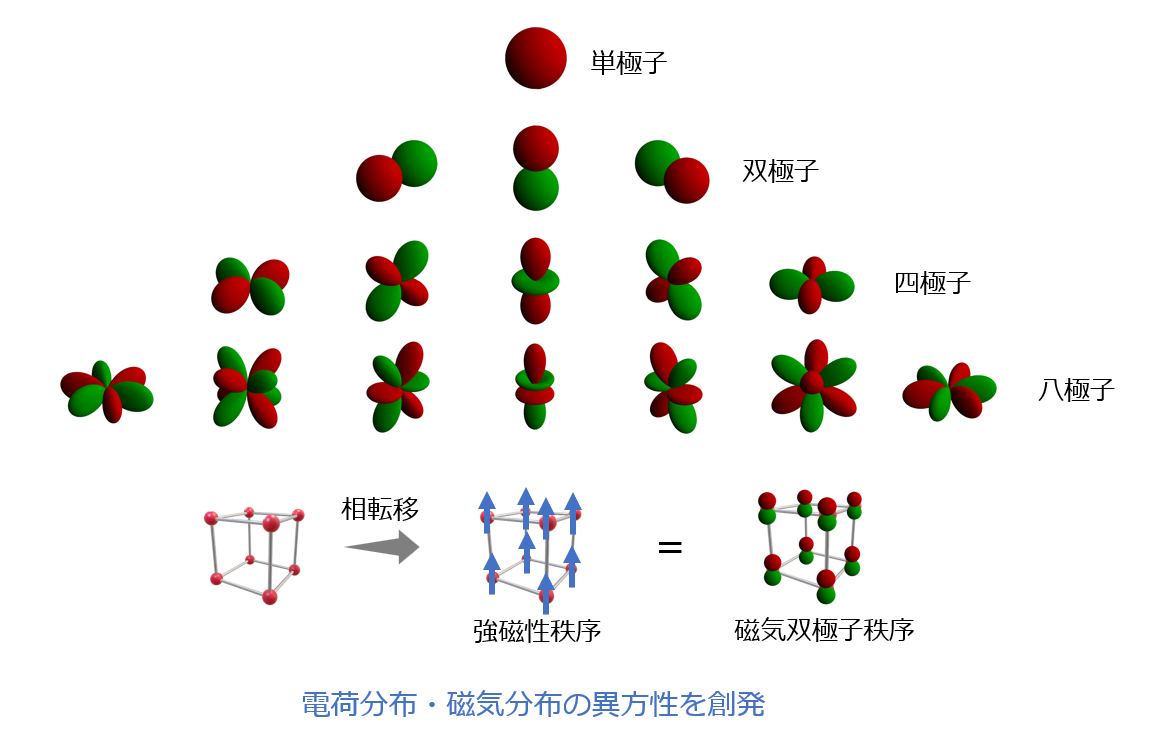 単極子
双極子
四極子
八極子
相転移
=
強磁性秩序
磁気双極子秩序
電荷分布・磁気分布の異方性を創発